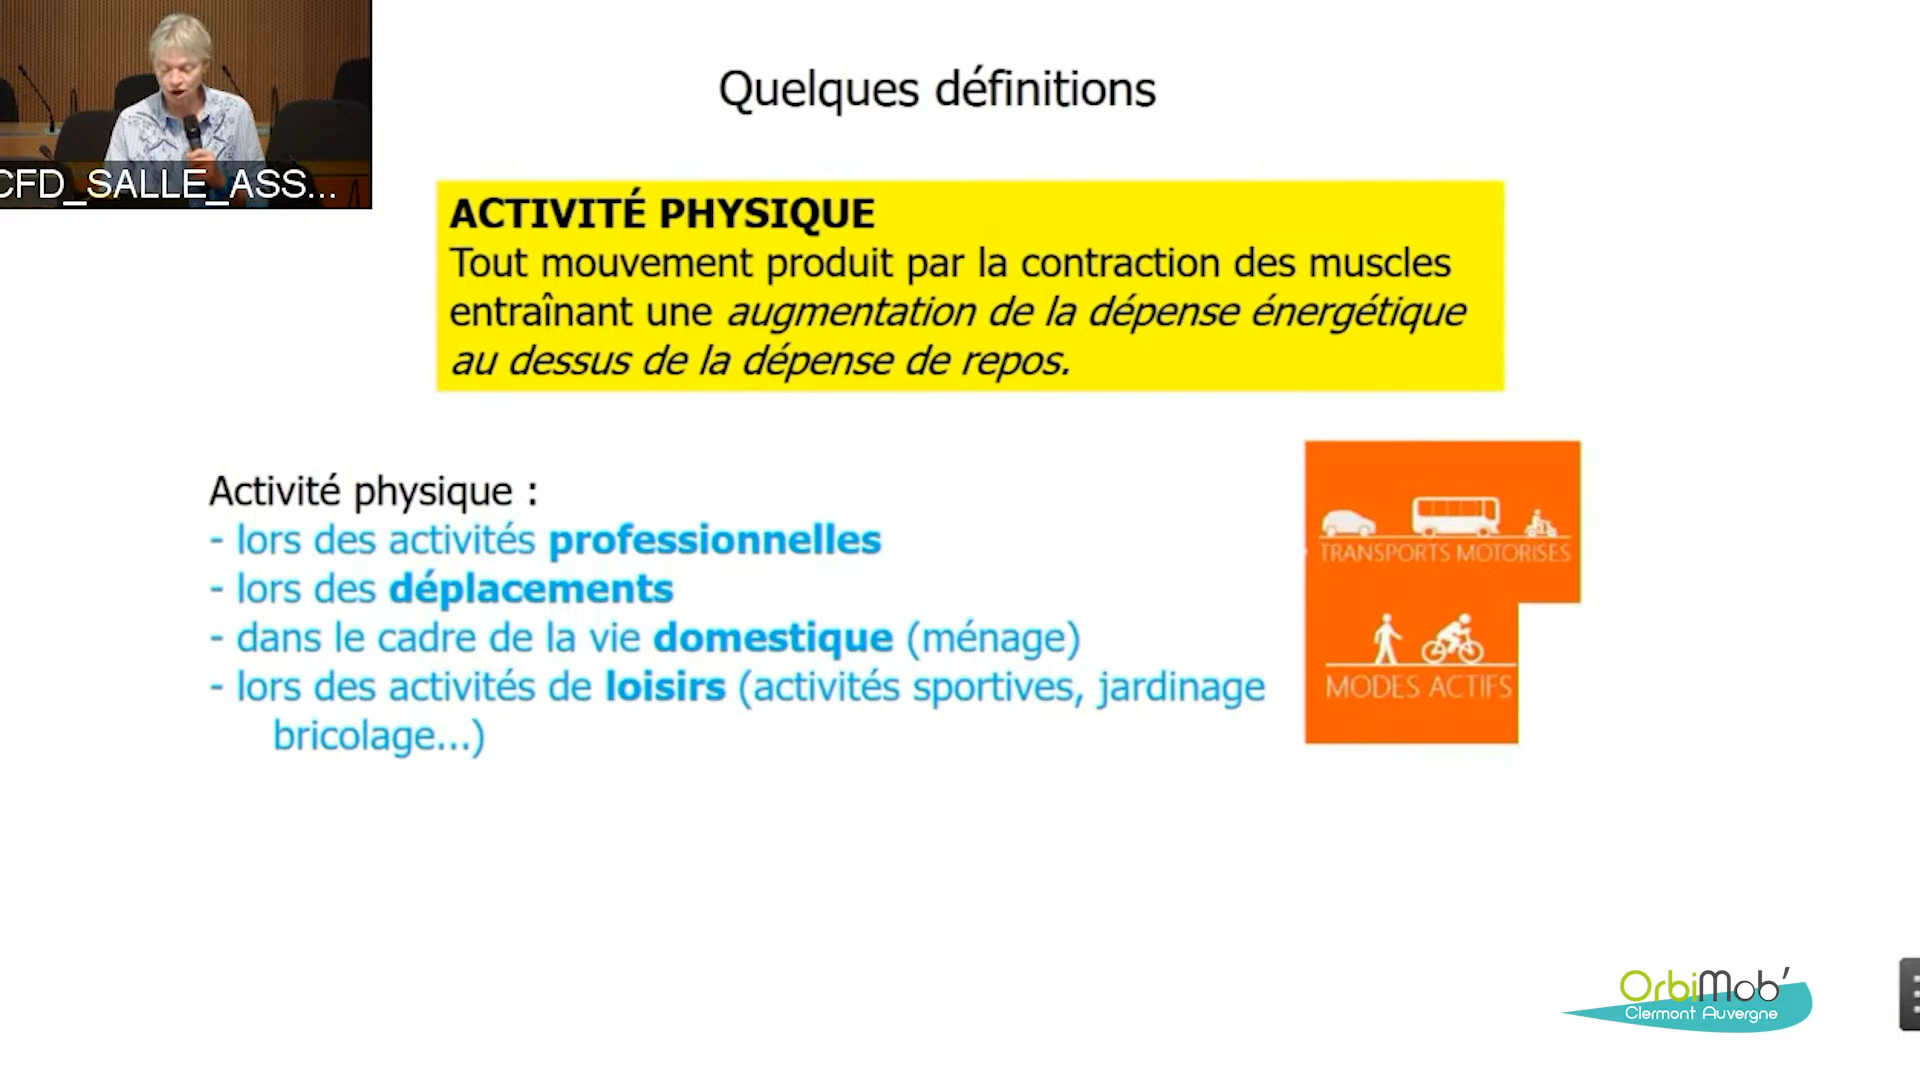 CFD_SALLE_ASS...
Quelques définitions
ACTIVITÉ PHYSIQUE
Tout mouvement produit par la contraction des muscles
entraînant une augmentation de la dépense énergétique
au dessus de la dépense de repos.
Activité physique :
- lors des activités professionnelles
- lors des déplacements
- dans le cadre de la vie domestique (ménage)
- lors des activités de loisirs (activités sportives, jardinage
bricolage...)
TRANSPORTS MOTORISES
MODES ACTIFS
OrbiMob'
Clermont Auvergne